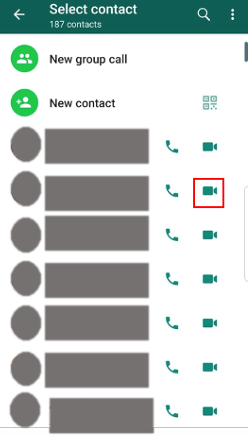 Select contact
187 contacts
New group call
New contact